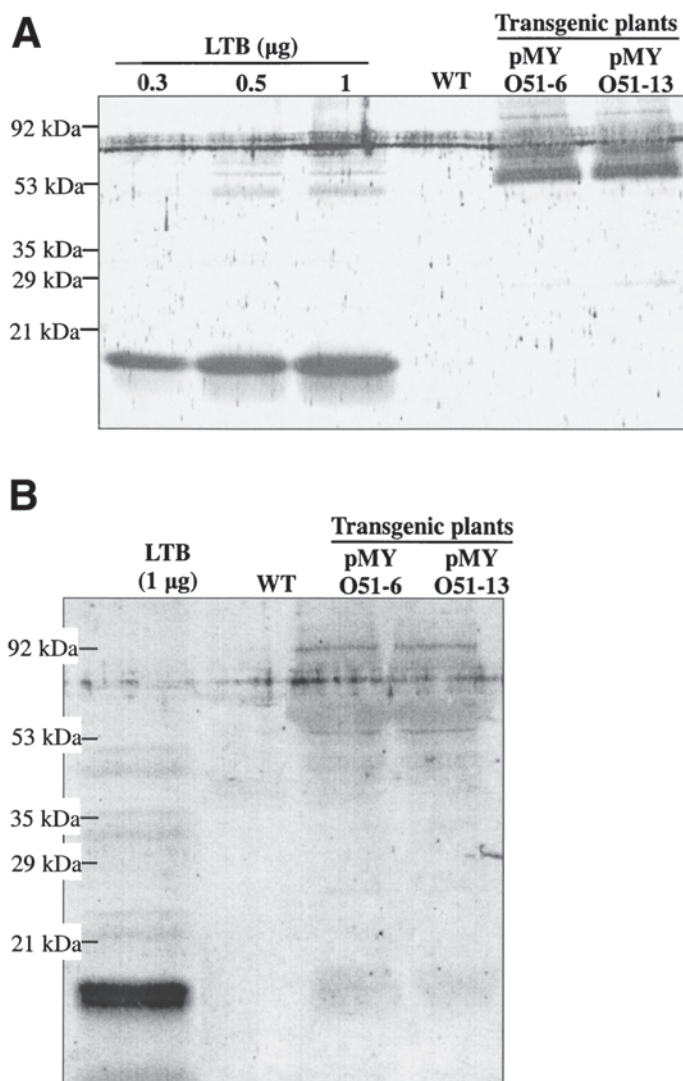 A
LTB (μg)
0.3 0.5 1
WT
Transgenic plants
pMY
O51-6
pMY
O51-13
92 kDa
53 kDa
35 kDa
29 kDa
21 kDa
B
LTB
(1 μg)
WT
Transgenic plants
pMY
O51-6
pMY
O51-13
92 kDa
53 kDa
35 kDa
29 kDa
21 kDa